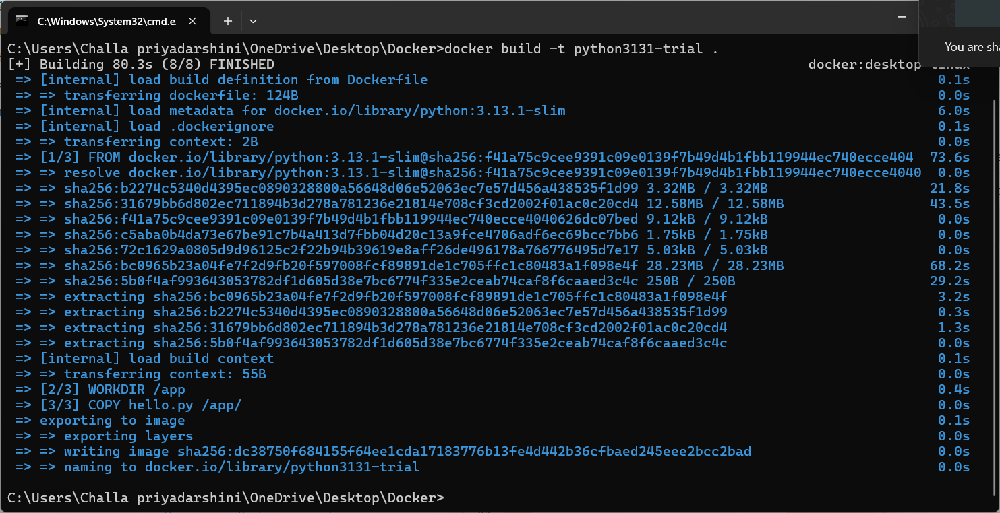 C:\Windows\System32\cmd.e
You are sha
C:\Users\Challa priyadarshini\OneDrive\Desktop\Docker>docker build -t python3131-trial .
[+] Building 80.3s (8/8) FINISHED docker:desktop-linux
=> [internal] load build definition from Dockerfile 0.1s
=> => transferring dockerfile: 124B 0.0s
=> [internal] load metadata for docker.io/library/python:3.13.1-slim 6.0s
=> [internal] load .dockerignore 0.1s
=> => transferring context: 2B 0.0s
=> [1/3] FROM docker.io/library/python:3.13.1-slim@sha256:f41a75c9cee9391c09e0139f7b49d4b1fbb119944ec740ecce404 73.6s
=> => resolve docker.io/library/python:3.13.1-slim@sha256:f41a75c9cee9391c09e0139f7b49d4b1fbb119944ec740ecce4040 0.0s
=> => sha256:b2274c5340d4395ec0890328800a56648d06e52063ec7e57d456a438535f1d99 3.32MB / 3.32MB 21.8s
=> => sha256:31679bb6d802ec711894b3d278a781236e21814e708cf3cd2002f01ac0c20cd4 12.58MB / 12.58MB 43.5s
=> => sha256:f41a75c9cee9391c09e0139f7b49d4b1fbb119944ec740ecce4040626dc07bed 9.12kB / 9.12kB 0.0s
=> => sha256:c5aba0b4da73e67be91c7b4a413d7fbb04d20c13a9fce4706adf6ec69bcc7bb6 1.75kB / 1.75kB 0.0s
=> => sha256:72c1629a0805d9d96125c2f22b94b39619e8aff26de496178a766776495d7e17 5.03kB / 5.03kB 0.0s
=> => sha256:bc0965b23a04fe7f2d9fb20f597008fcf89891de1c705ffc1c80483a1f098e4f 28.23MB / 28.23MB 68.2s
=> => sha256:5b0f4af993643053782df1d605d38e7bc6774f335e2ceab74caf8f6caaed3c4c 250B / 250B 29.2s
=> => extracting sha256:bc0965b23a04fe7f2d9fb20f597008fcf89891de1c705ffc1c80483a1f098e4f 3.2s
=> => extracting sha256:b2274c5340d4395ec0890328800a56648d06e52063ec7e57d456a438535f1d99 0.3s
=> => extracting sha256:31679bb6d802ec711894b3d278a781236e21814e708cf3cd2002f01ac0c20cd4 1.3s
=> => extracting sha256:5b0f4af993643053782df1d605d38e7bc6774f335e2ceab74caf8f6caaed3c4c 0.0s
=> [internal] load build context 0.1s
=> => transferring context: 55B 0.0s
=> [2/3] WORKDIR /app 0.4s
=> [3/3] COPY hello.py /app/ 0.0s
=> exporting to image 0.1s
=> => exporting layers 0.0s
=> => writing image sha256:dc38750f684155f64ee1cda17183776b13fe4d442b36cfbaed245eee2bcc2bad 0.0s
=> => naming to docker.io/library/python3131-trial 0.0s
C:\Users\Challa priyadarshini\OneDrive\Desktop\Docker>